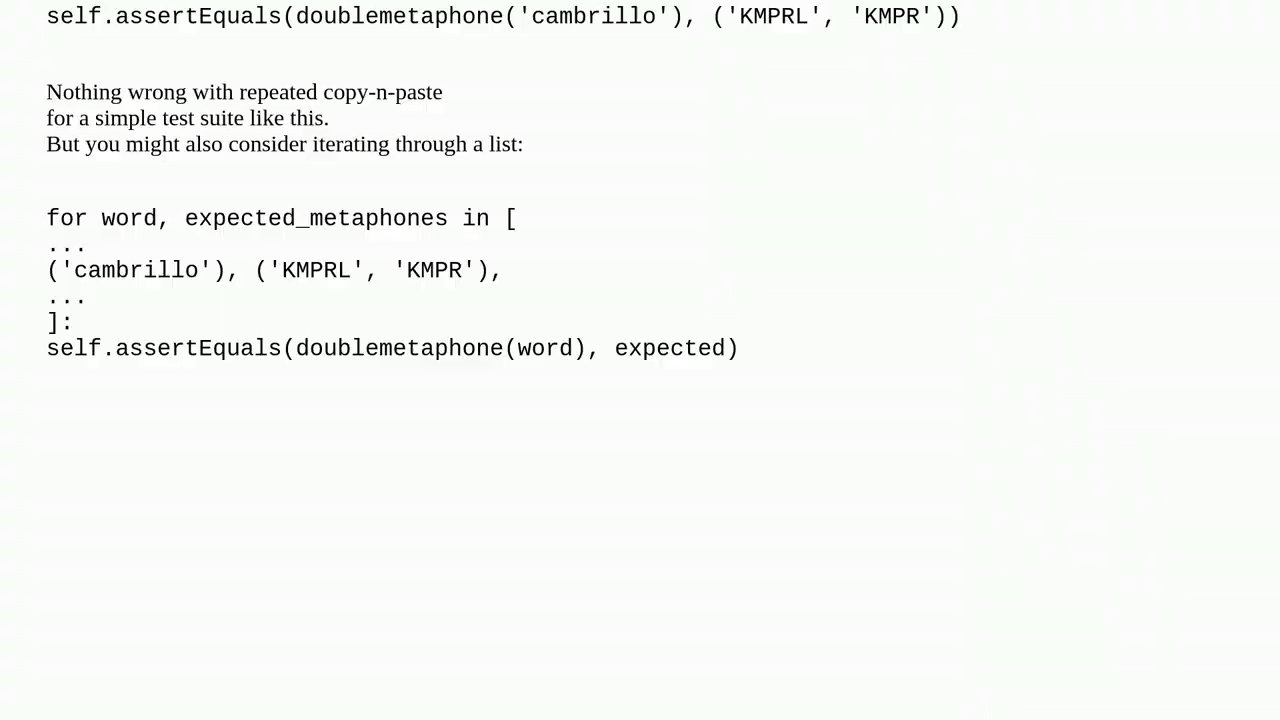 self.assertEquals(doublemetaphone('cambrillo'), ('KMPRL', 'KMPR'))
Nothing wrong with repeated copy-n-paste
for a simple test suite like this.
But you might also consider iterating through a list:
for word, expected_metaphones in [
...
('cambrillo'), ('KMPRL', 'KMPR'),
...
]:
self.assertEquals(doublemetaphone(word), expected)